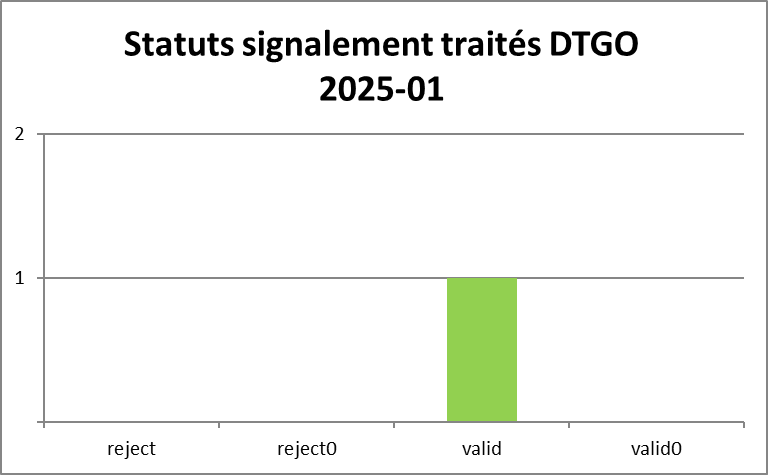 Statuts signalement traités DTGO
2025-01
2
1
reject reject0 valid valid0